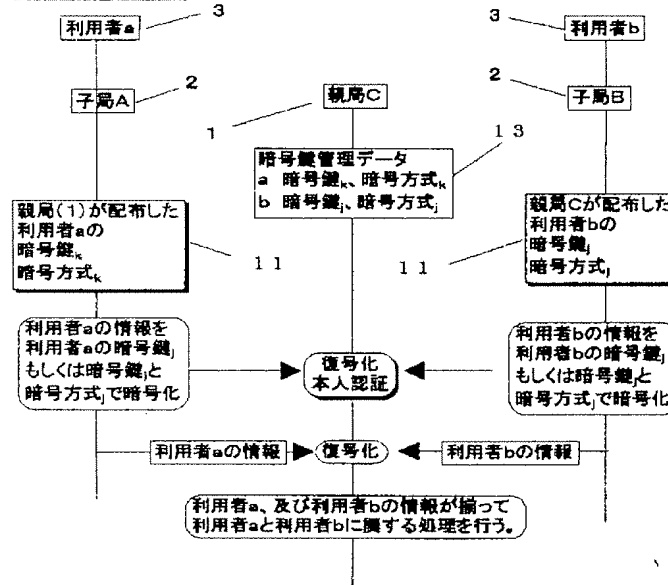 利用者a
3
3
利用者b
子局A
2
親局C
2
子局B
1
13
暗号鍵管理データ
a 暗号鍵k、暗号方式k
b 暗号鍵j、暗号方式j
親局(1)が配布した
利用者aの
暗号鍵k
暗号方式k
11
親局Cが配布した
利用者bの
暗号鍵j
暗号方式j
11
利用者aの情報を
利用者aの暗号鍵j
もしくは暗号鍵jと
暗号方式jで暗号化
復号化
本人認証
利用者bの情報を
利用者bの暗号鍵j
もしくは暗号鍵jと
暗号方式jで暗号化
利用者aの情報
復号化
利用者bの情報
利用者a、及び利用者bの情報が揃って
利用者aと利用者bに関する処理を行う。